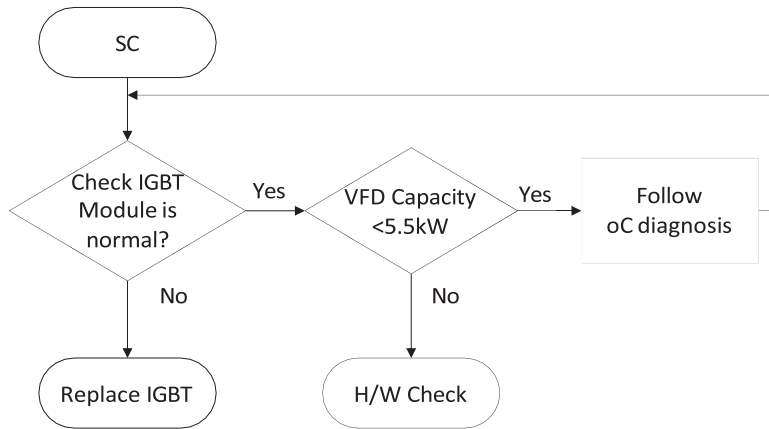 SC
Check IGBT
Module is
normal?
Yes
VFD Capacity
<5.5kW
Yes
Follow
oC diagnosis
No
No
Replace IGBT
H/W Check